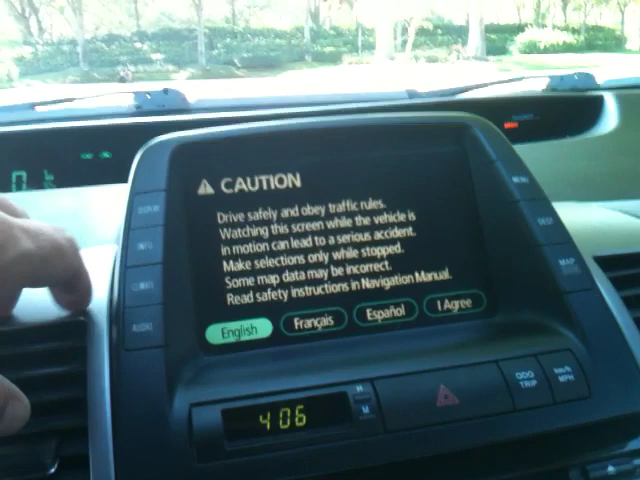 CAUTION
Drive safely and obey traffic rules.
Watching this screen while the vehicle is
in motion can lead to a serious accident.
Make selections only while stopped.
Some map data may be incorrect.
Read safety instructions in Navigation Manual.
English Français Español I Agree
DISPLAY
INFO
CLIMATE
AUDIO
MENU
DEST
MAP
4:06
H
M
ODO
TRIP
km/h
MPH
0